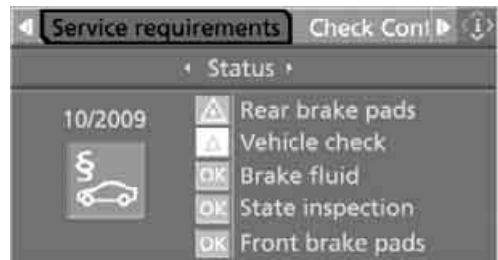 Service requirements Check Cont
Status
10/2009
Rear brake pads
Vehicle check
OK Brake fluid
§
OK State inspection
OK Front brake pads